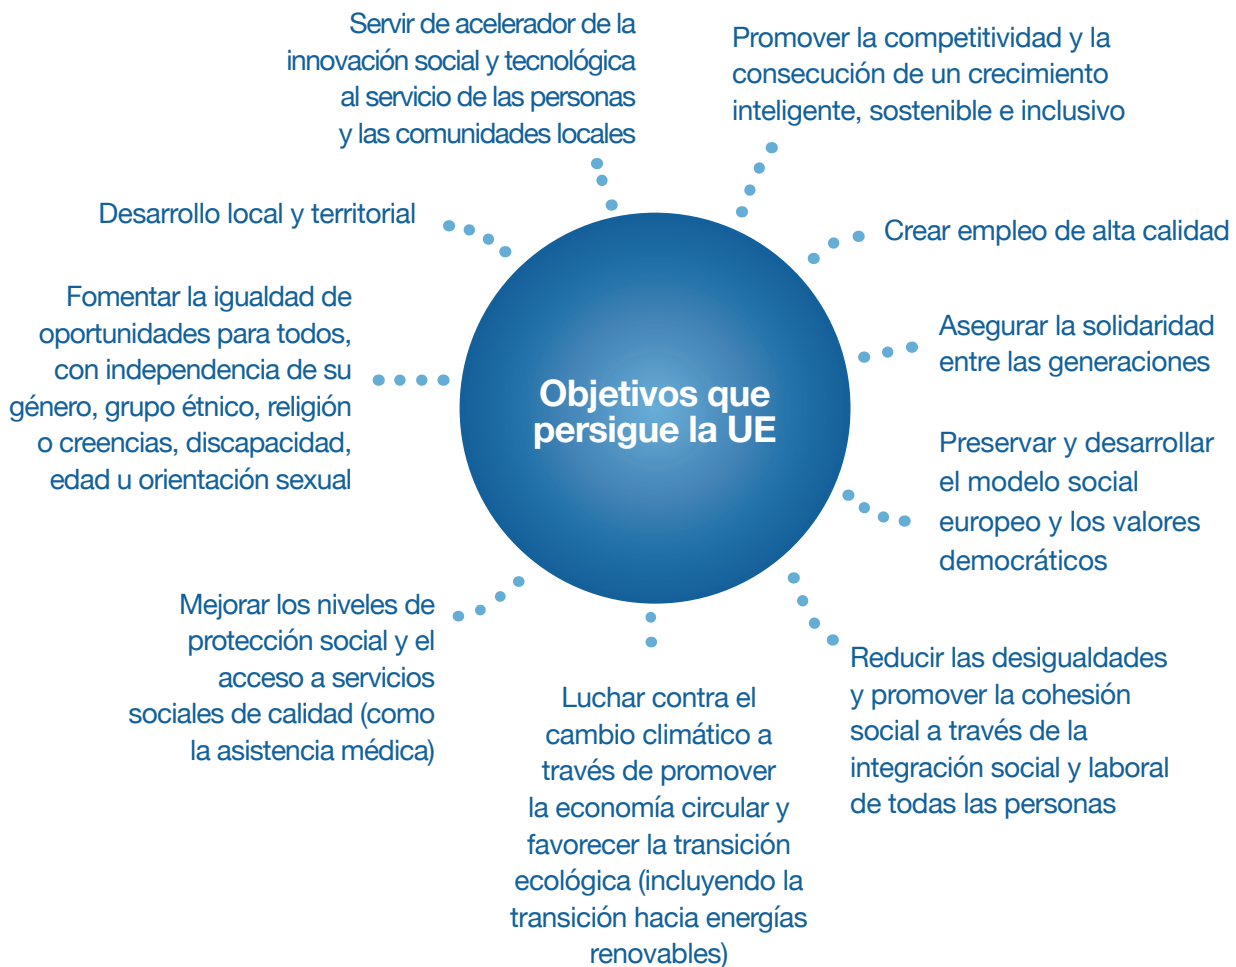 Servir de acelerador de la
innovación social y tecnológica
al servicio de las personas
y las comunidades locales
Promover la competitividad y la
consecución de un crecimiento
inteligente, sostenible e inclusivo
Desarrollo local y territorial
Crear empleo de alta calidad
Fomentar la igualdad de
oportunidades para todos,
con independencia de su
género, grupo étnico, religión
o creencias, discapacidad,
edad u orientación sexual
Asegurar la solidaridad
entre las generaciones
Objetivos que
persigue la UE
Preservar y desarrollar
el modelo social
europeo y los valores
democráticos
Mejorar los niveles de
protección social y el
acceso a servicios
sociales de calidad (como
la asistencia médica)
Luchar contra el
cambio climático a
través de promover
la economía circular y
favorecer la transición
ecológica (incluyendo la
transición hacia energías
renovables)
Reducir las desigualdades
y promover la cohesión
social a través de la
integración social y laboral
de todas las personas